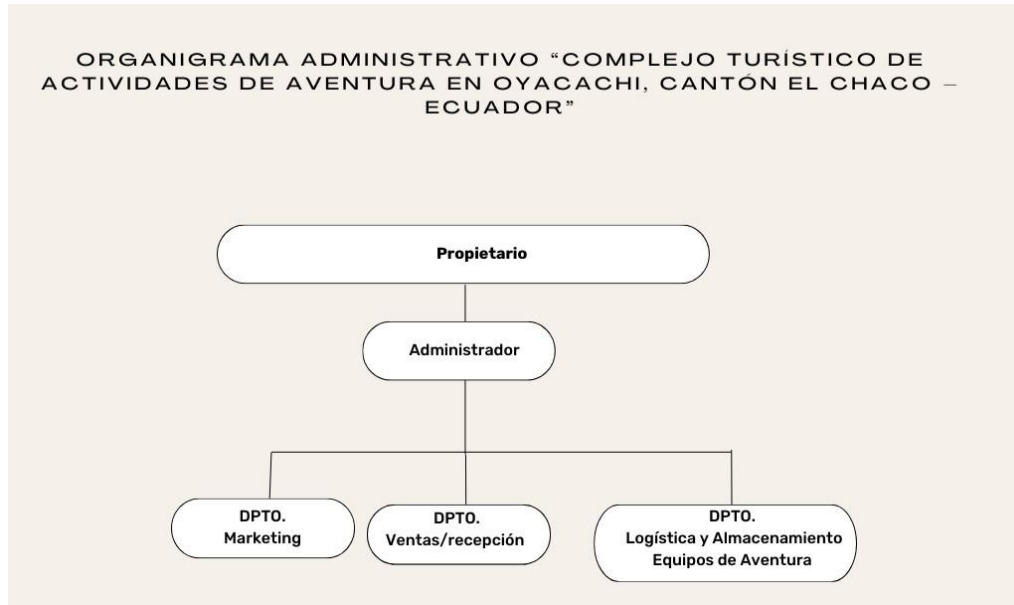 ORGANIGRAMA ADMINISTRATIVO “COMPLEJO TURÍSTICO DE
ACTIVIDADES DE AVENTURA EN OYACACHI, CANTÓN EL CHACO –
ECUADOR”
Propietario
Administrador
DPTO.
Marketing
DPTO.
Ventas/recepción
DPTO.
Logística y Almacenamiento
Equipos de Aventura